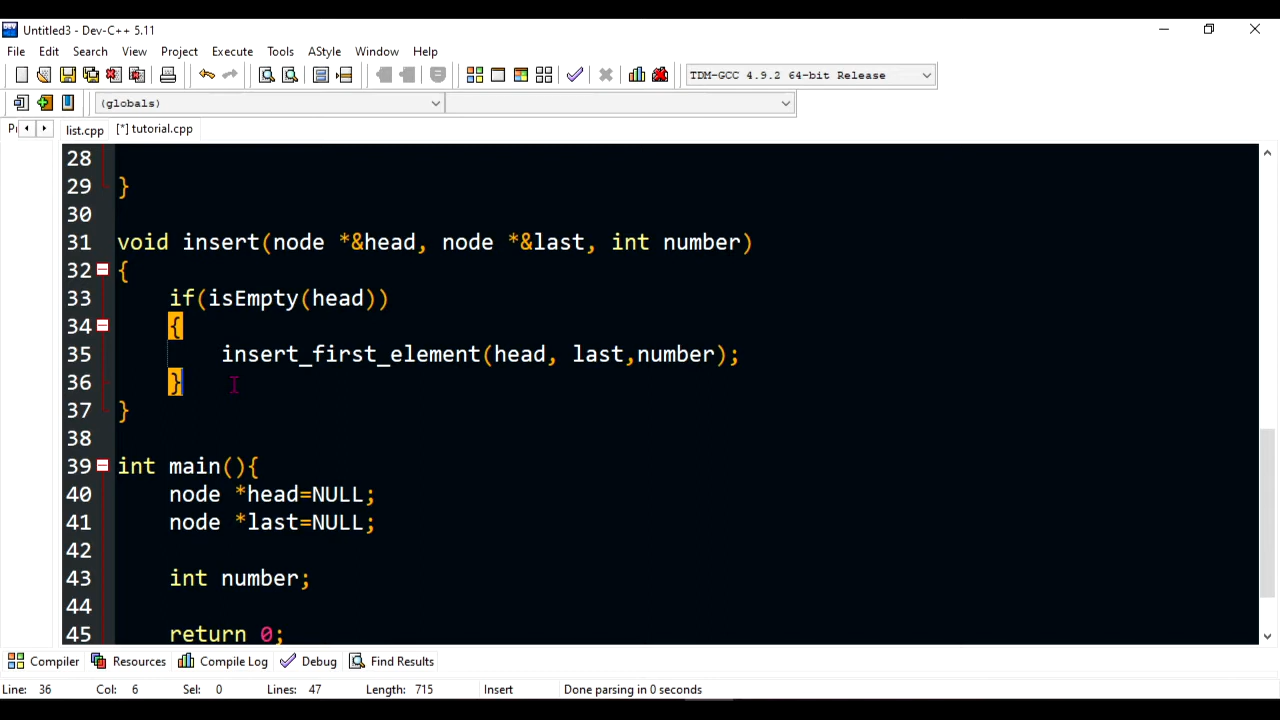 Untitled3 - Dev-C++ 5.11
File Edit Search View Project Execute Tools AStyle Window Help
TDM-GCC 4.9.2 64-bit Release
(globals)
list.cpp [*] tutorial.cpp
28
29 }
30
31 void insert(node *&head, node *&last, int number)
32 {
33 if(isEmpty(head))
34 {
35 insert_first_element(head, last,number);
36 }
37 }
38
39 int main(){
40 node *head=NULL;
41 node *last=NULL;
42
43 int number;
44
45 return 0;
Compiler Resources Compile Log Debug Find Results
Line: 36 Col: 6 Sel: 0 Lines: 47 Length: 715 Insert Done parsing in 0 seconds